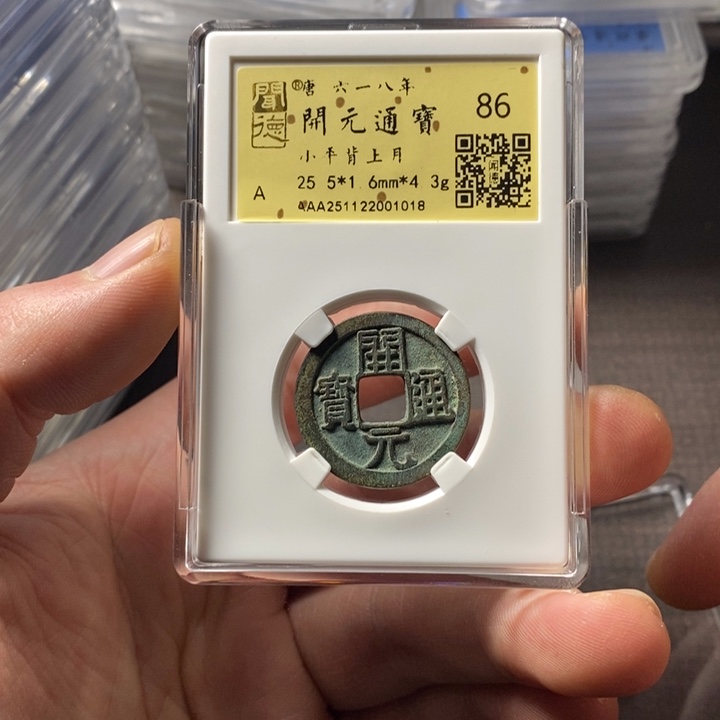 聞德
®唐 六一八年
開元通寶
86
小平背上月
A
25.5*1.6mm*4.3g
AAA251122001018
開元通寶